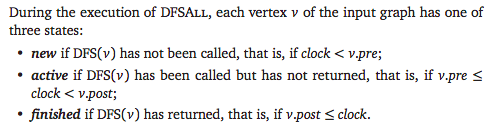 During the execution of DFSALL, each vertex v of the input graph has one of
three states:
• new if DFS(v) has not been called, that is, if clock < v.pre;
• active if DFS(v) has been called but has not returned, that is, if v.pre ≤
clock < v.post;
• finished if DFS(v) has returned, that is, if v.post ≤ clock.